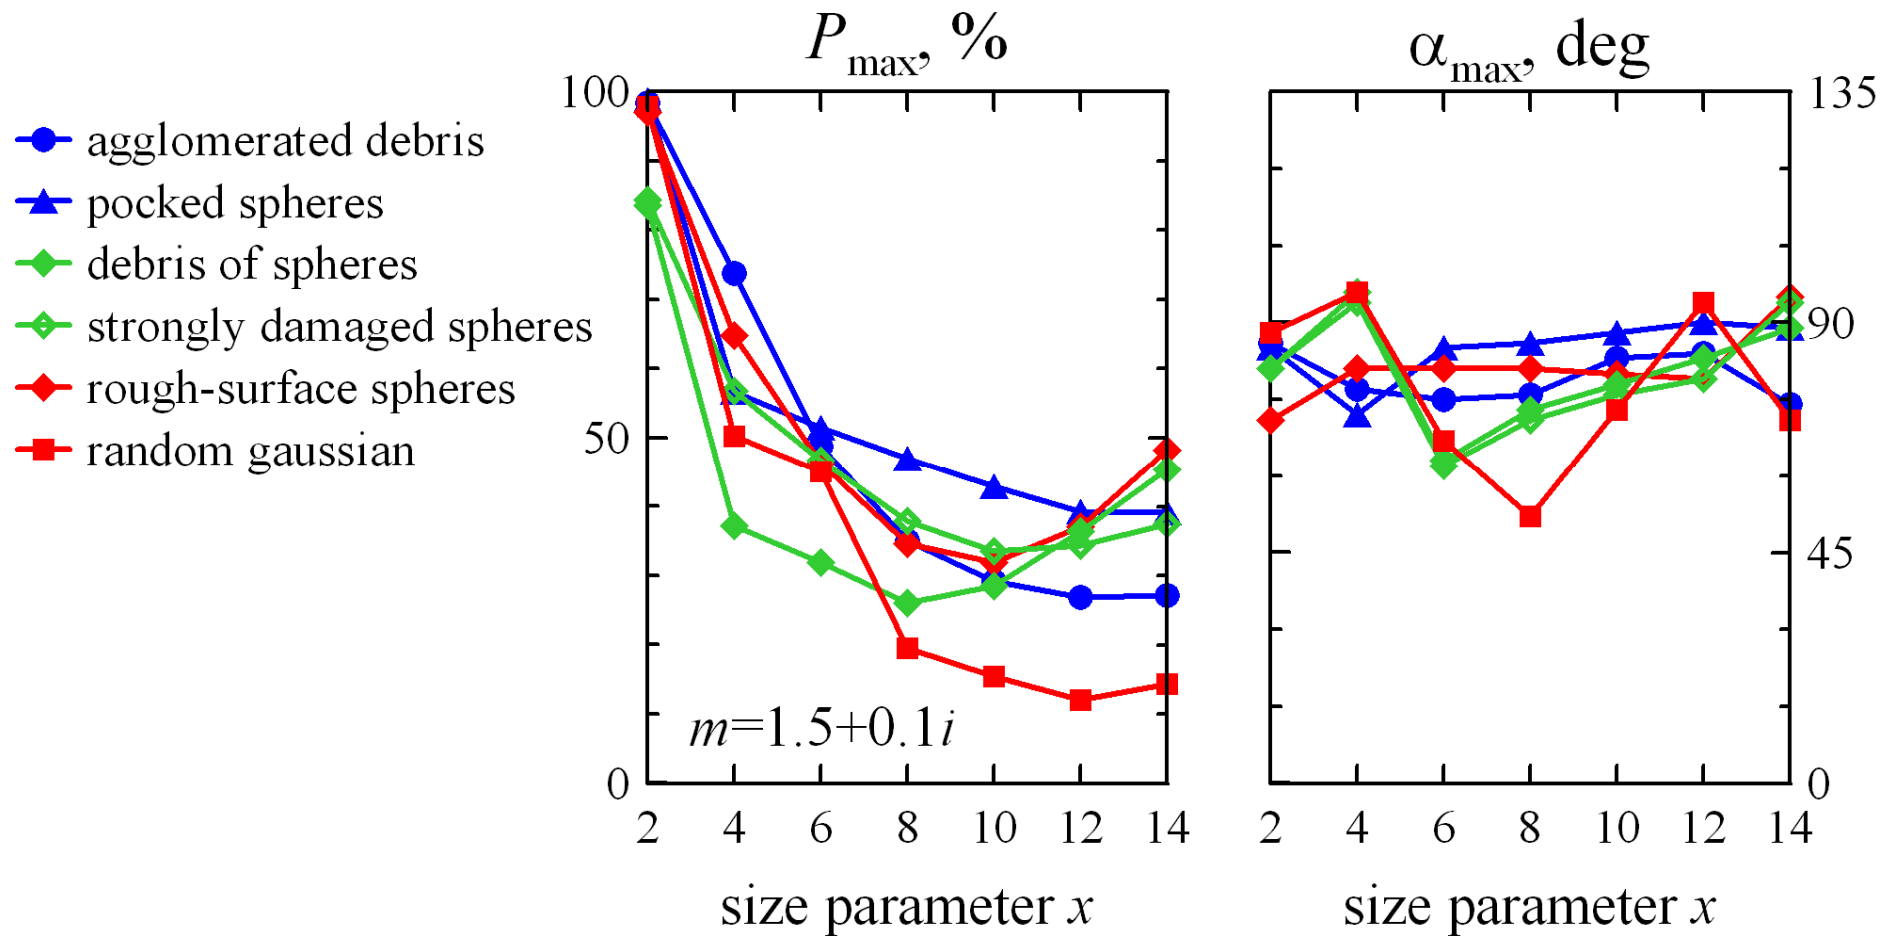 P max, %
α max, deg
agglomerated debris
pocked spheres
debris of spheres
strongly damaged spheres
rough-surface spheres
random gaussian
100
50
0
m=1.5+0.1i
2 4 6 8 10 12 14
size parameter x
135
90
45
0
2 4 6 8 10 12 14
size parameter x